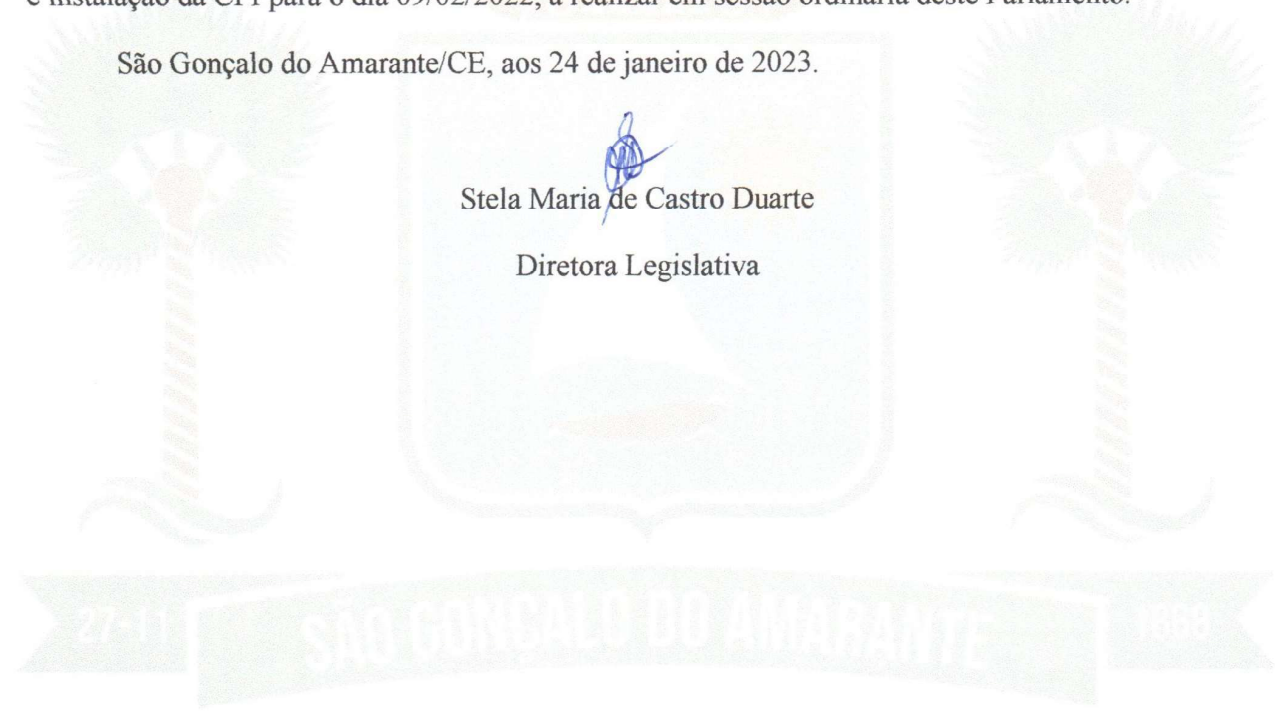 e instalação da CPI para o dia 09/02/2022, a realizar em sessão ordinária deste Parlamento.
São Gonçalo do Amarante/CE, aos 24 de janeiro de 2023.
Stela Maria de Castro Duarte
Diretora Legislativa
27-11
SÃO GONÇALO DO AMARANTE